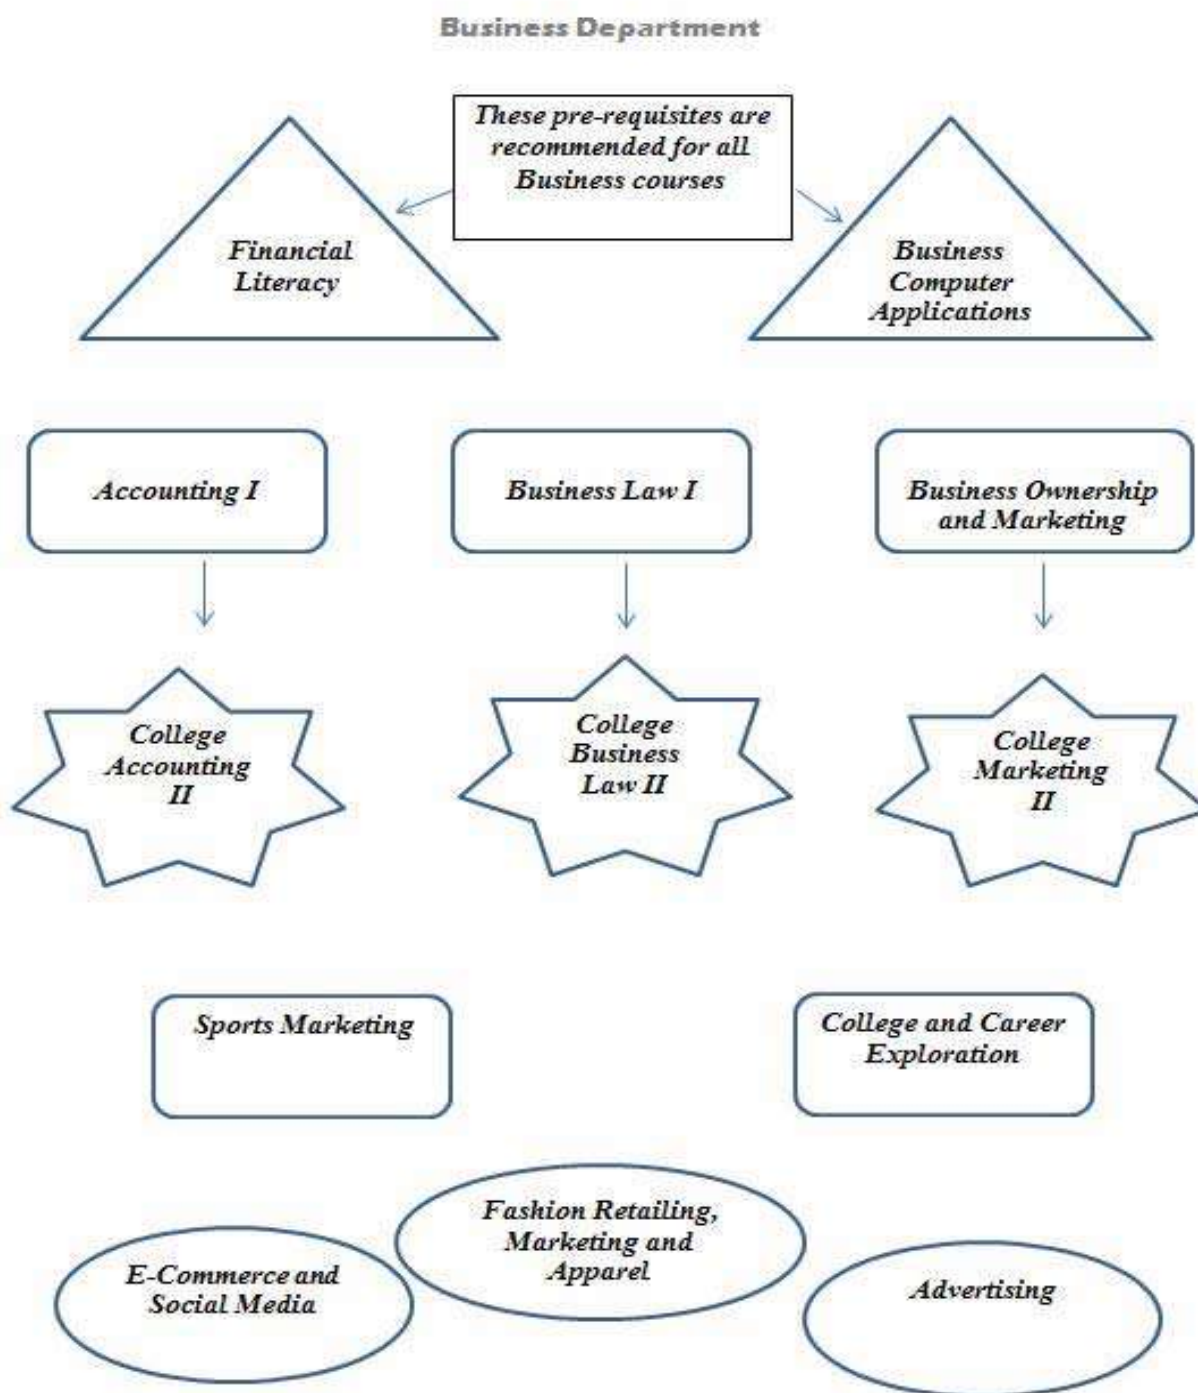 Business Department
These pre-requisites are
recommended for all
Business courses
Financial
Literacy
Business
Computer
Applications
Accounting I
Business Law I
Business Ownership
and Marketing
College
Accounting
II
College
Business
Law II
College
Marketing
II
Sports Marketing
College and Career
Exploration
Fashion Retailing,
Marketing and
Apparel
E-Commerce and
Social Media
Advertising